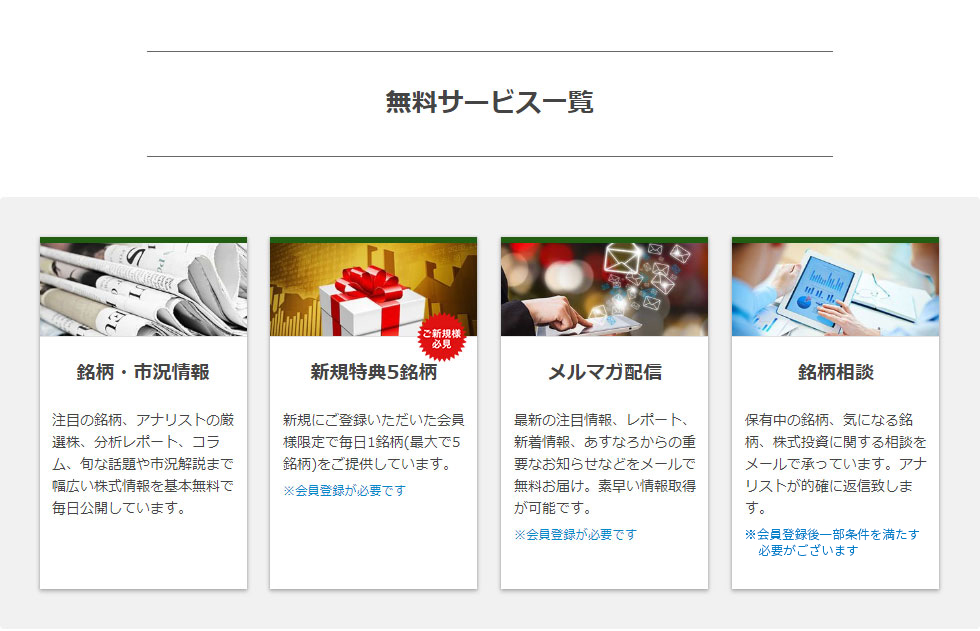 無料サービス一覧
銘柄・市況情報
注目の銘柄、アナリストの厳
選株、分析レポート、コラ
ム、旬な話題や市況解説まで
幅広い株式情報を基本無料で
毎日公開しています。
ご新規様
必見
新規特典5銘柄
新規にご登録いただいた会員
様限定で毎日1銘柄(最大で5
銘柄)をご提供しています。
※会員登録が必要です
メルマガ配信
最新の注目情報、レポート、
新着情報、あすなろからの重
要なお知らせなどをメールで
無料お届け。素早い情報取得
が可能です。
※会員登録が必要です
銘柄相談
保有中の銘柄、気になる銘
柄、株式投資に関する相談を
メールで承っています。アナ
リストが的確に返信致しま
す。
※会員登録後一部条件を満たす
必要がございます